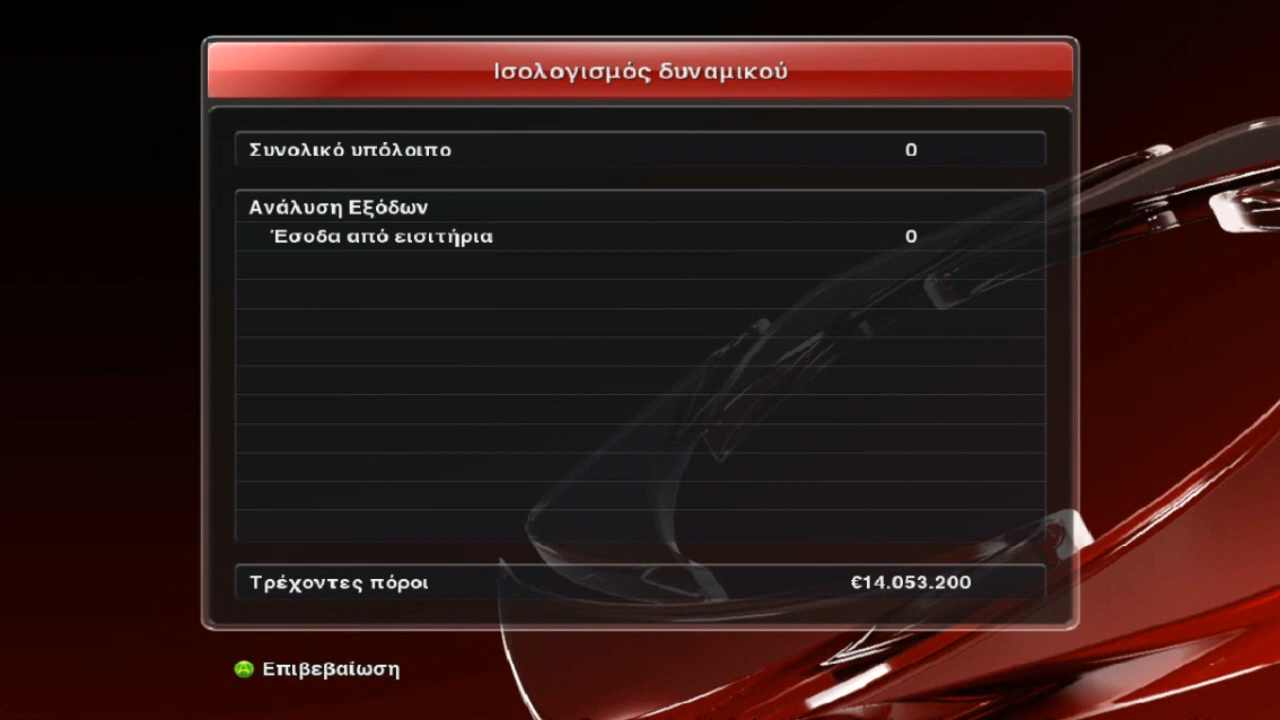 Ισολογισμός δυναμικού
Συνολικό υπόλοιπο 0
Ανάλυση Εξόδων
Έσοδα από εισιτήρια 0
Τρέχοντες πόροι €14.053.200
A Επιβεβαίωση